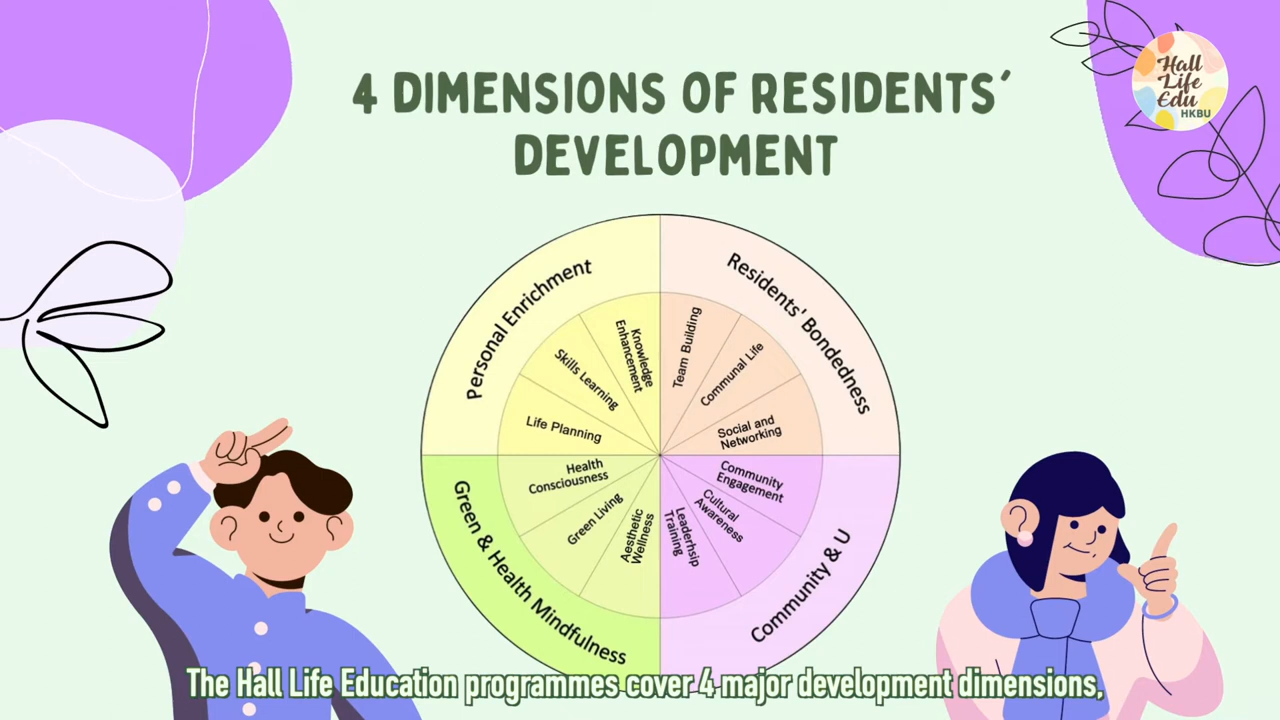 4 DIMENSIONS OF RESIDENTS'
DEVELOPMENT
Hall
Life
Edu
HKBU
Personal Enrichment
Residents' Bondedness
Knowledge
Enhancement
Skills Learning
Life Planning
Team Building
Communal Life
Social and
Networking
Health
Consciousness
Green Living
Aesthetic
Wellness
Community
Engagement
Cultural
Awareness
Leaderhsip
Training
Green & Health Mindfulness
Community & U
The Hall Life Education programmes cover 4 major development dimensions,